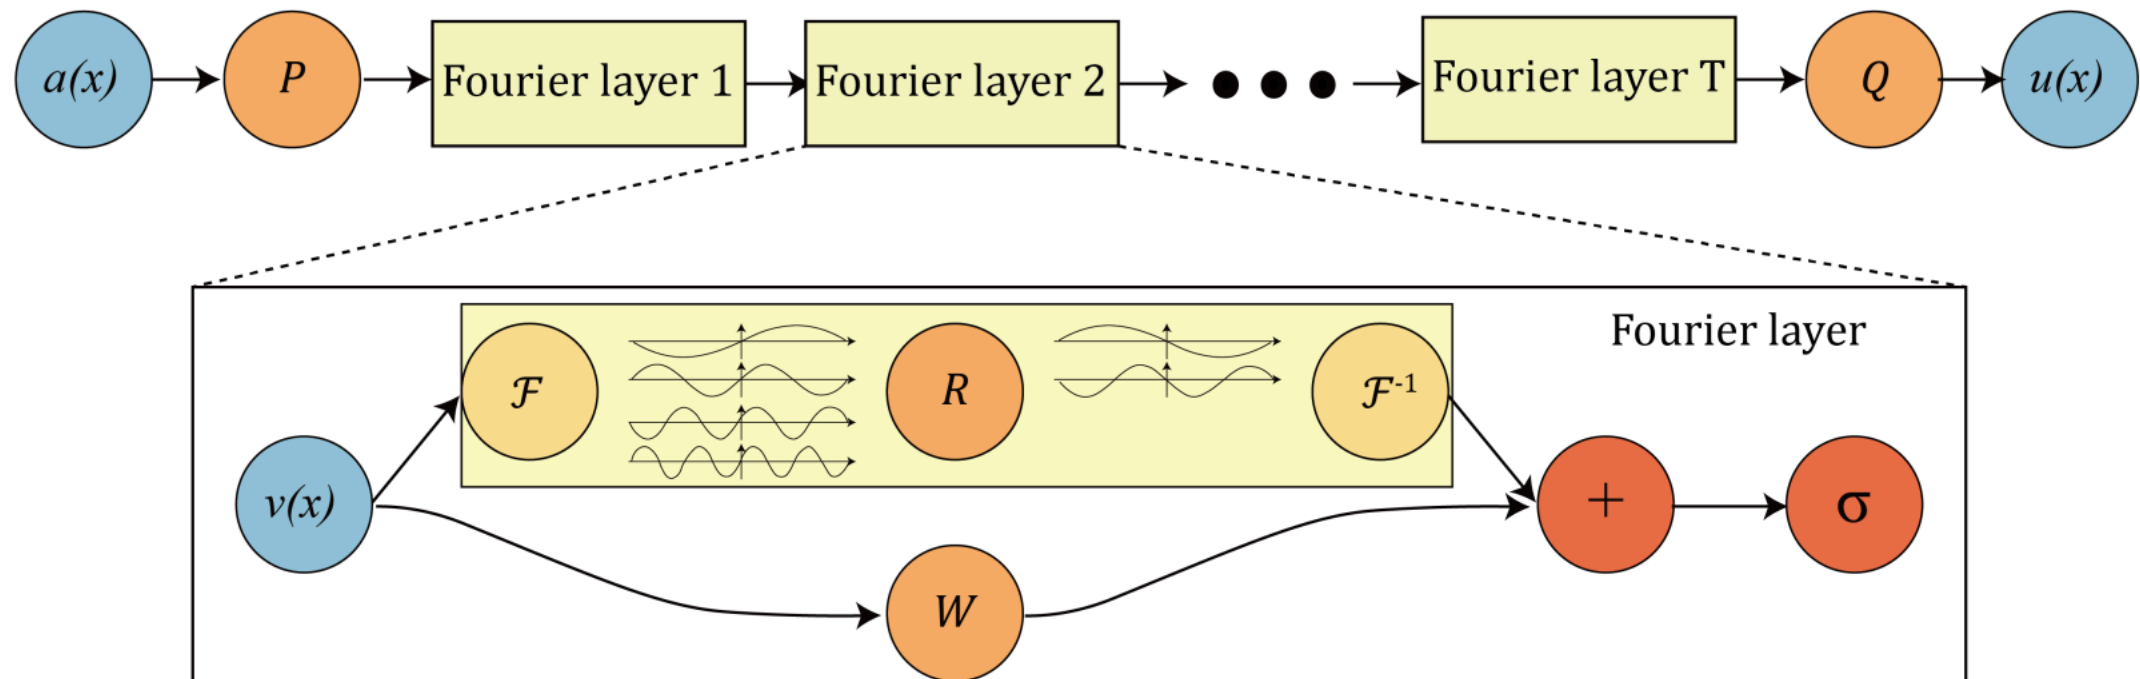 a(x) P Fourier layer 1 Fourier layer 2 Fourier layer T Q u(x)
Fourier layer
ℱ R ℱ⁻¹
v(x) + σ
W